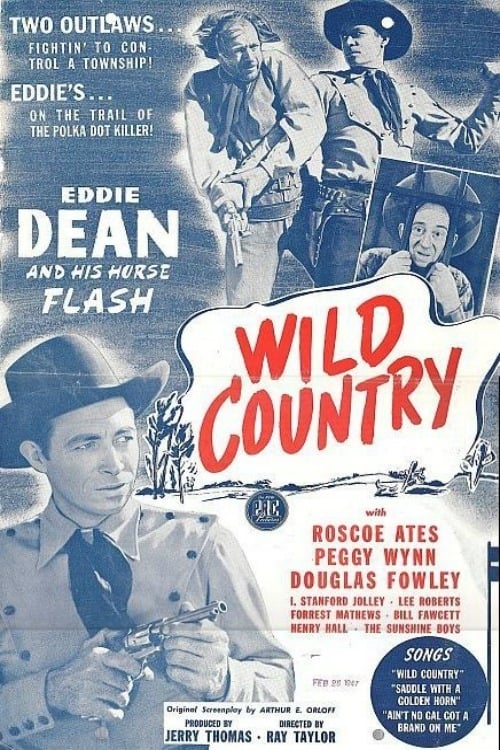 TWO OUTLAWS...
FIGHTIN' TO CON-
TROL A TOWNSHIP!
EDDIE'S...
ON THE TRAIL OF
THE POLKA DOT KILLER!
EDDIE
DEAN
AND HIS HORSE
FLASH
WILD
COUNTRY
PRC
Pictures
with
ROSCOE ATES
PEGGY WYNN
DOUGLAS FOWLEY
I. STANFORD JOLLEY · LEE ROBERTS
FORREST MATHEWS · BILL FAWCETT
HENRY HALL · THE SUNSHINE BOYS
FEB 25 1947
SONGS
"WILD COUNTRY"
"SADDLE WITH A
GOLDEN HORN"
"AIN'T NO GAL GOT A
BRAND ON ME"
Original Screenplay by ARTHUR E. ORLOFF
PRODUCED BY DIRECTED BY
JERRY THOMAS · RAY TAYLOR